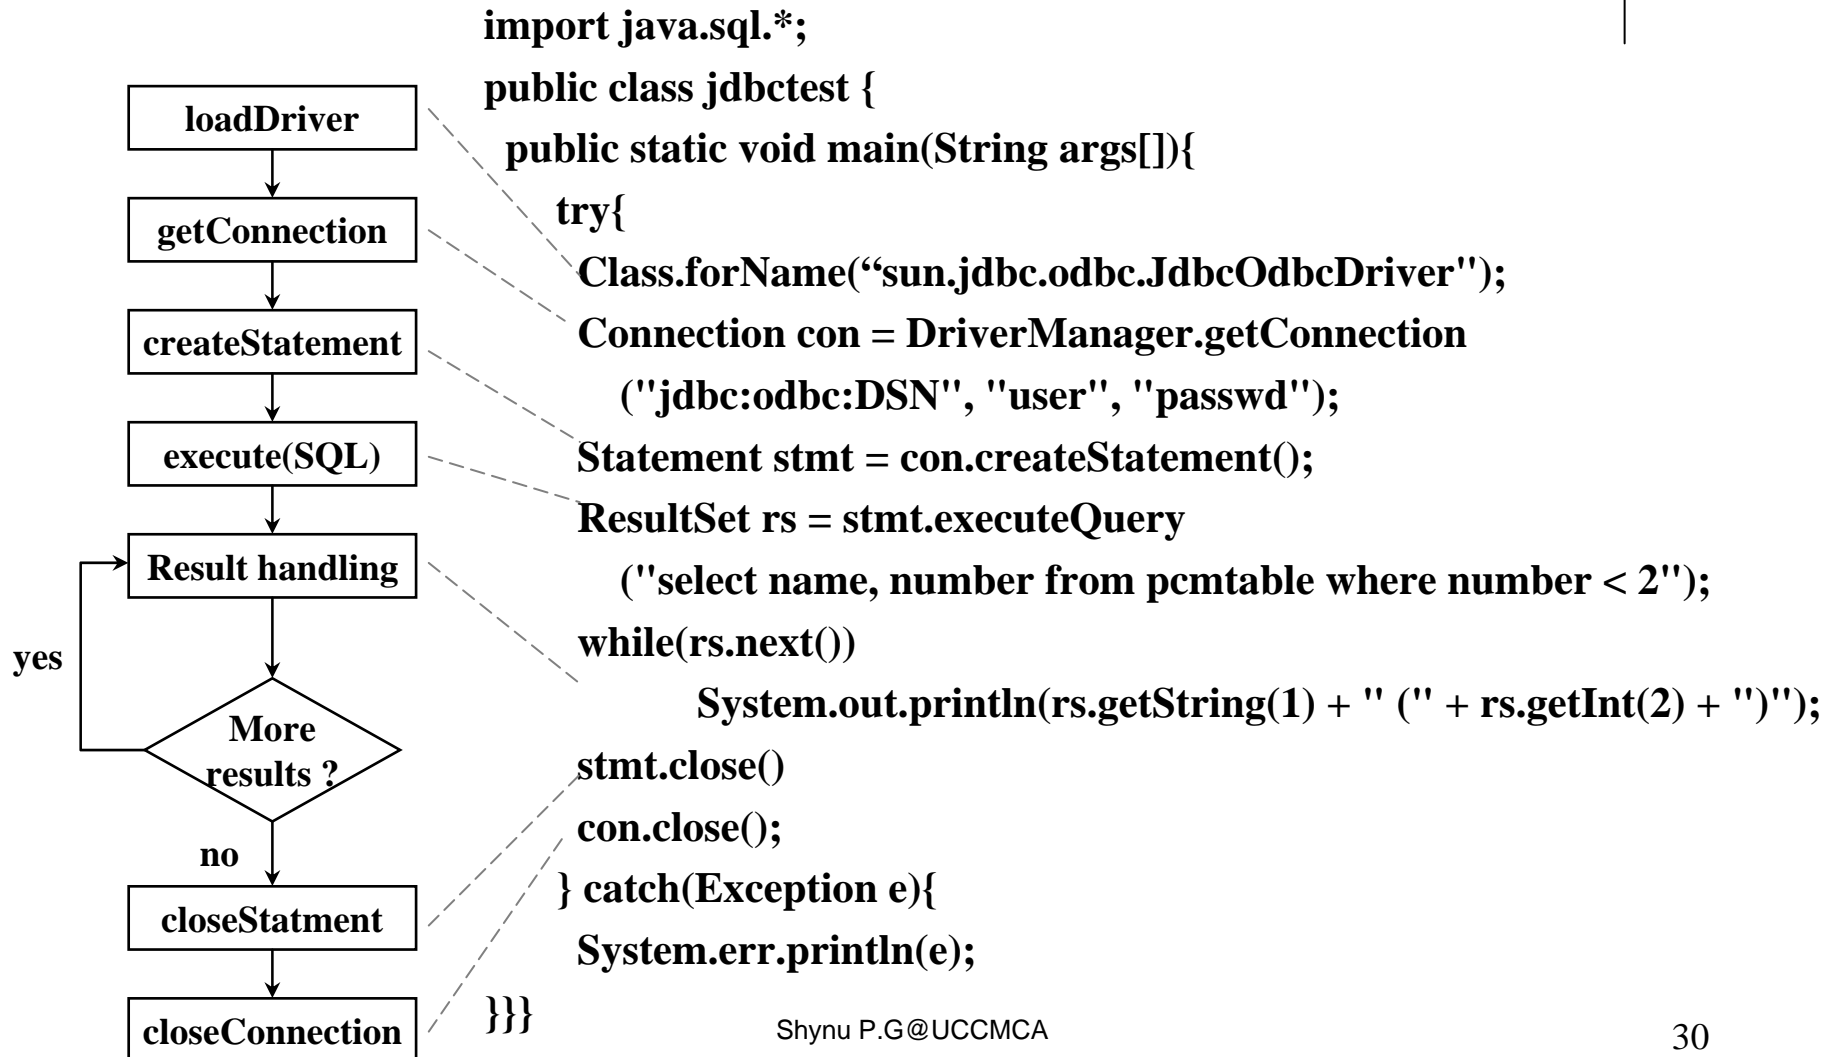 import java.sql.*;
public class jdbctest {
public static void main(String args[]){
try{
Class.forName(“sun.jdbc.odbc.JdbcOdbcDriver");
Connection con = DriverManager.getConnection
("jdbc:odbc:DSN", "user", "passwd");
Statement stmt = con.createStatement();
ResultSet rs = stmt.executeQuery
("select name, number from pcmtable where number < 2");
while(rs.next())
System.out.println(rs.getString(1) + " (" + rs.getInt(2) + ")");
stmt.close()
con.close();
} catch(Exception e){
System.err.println(e);
}}}
loadDriver
getConnection
createStatement
execute(SQL)
Result handling
yes
More
results ?
no
closeStatment
closeConnection
Shynu P.G@UCCMCA
30